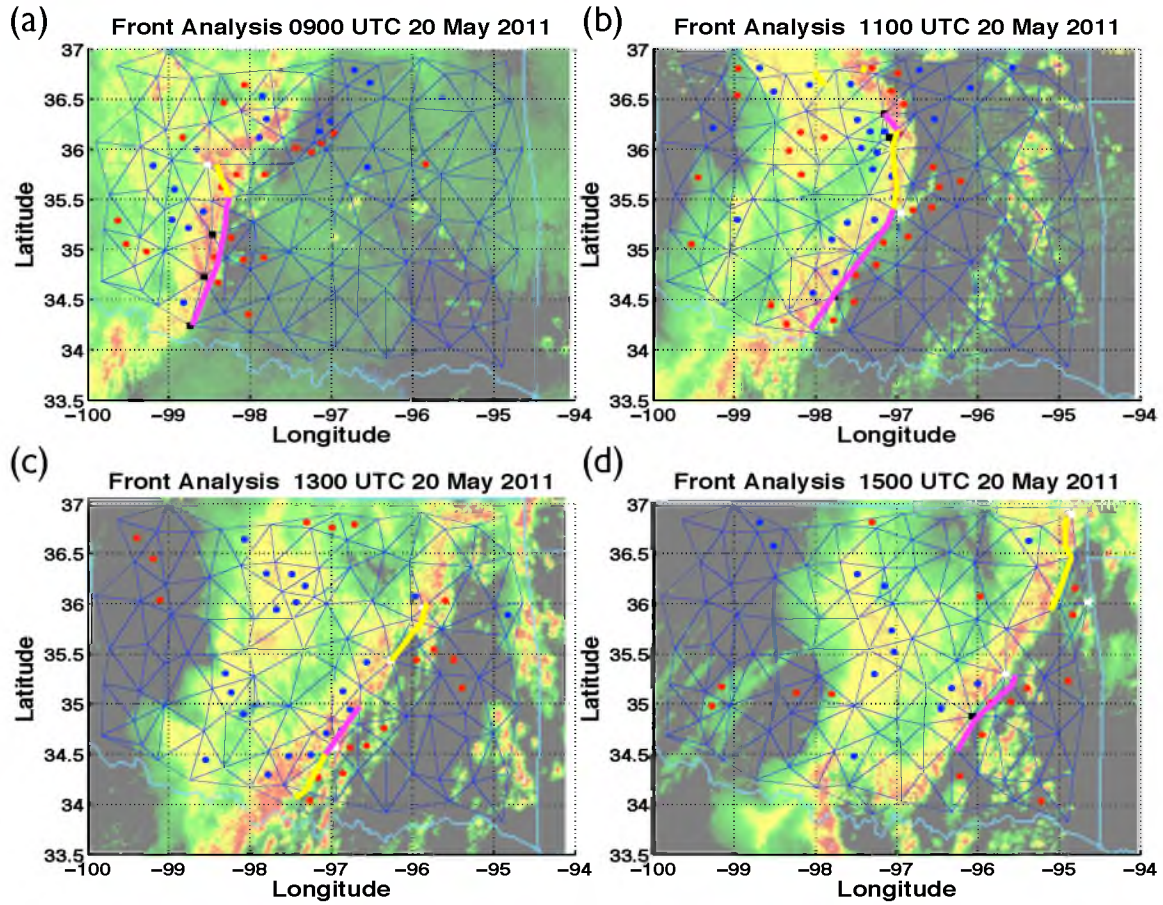 (a)
Front Analysis 0900 UTC 20 May 2011
37
36.5
36
35.5
35
34.5
34
33.5
Latitude
−100 −99 −98 −97 −96 −95 −94
Longitude
(b)
Front Analysis 1100 UTC 20 May 2011
37
36.5
36
35.5
35
34.5
34
33.5
Latitude
−100 −99 −98 −97 −96 −95 −94
Longitude
(c)
Front Analysis 1300 UTC 20 May 2011
37
36.5
36
35.5
35
34.5
34
33.5
Latitude
−100 −99 −98 −97 −96 −95 −94
Longitude
(d)
Front Analysis 1500 UTC 20 May 2011
37
36.5
36
35.5
35
34.5
34
33.5
Latitude
−100 −99 −98 −97 −96 −95 −94
Longitude